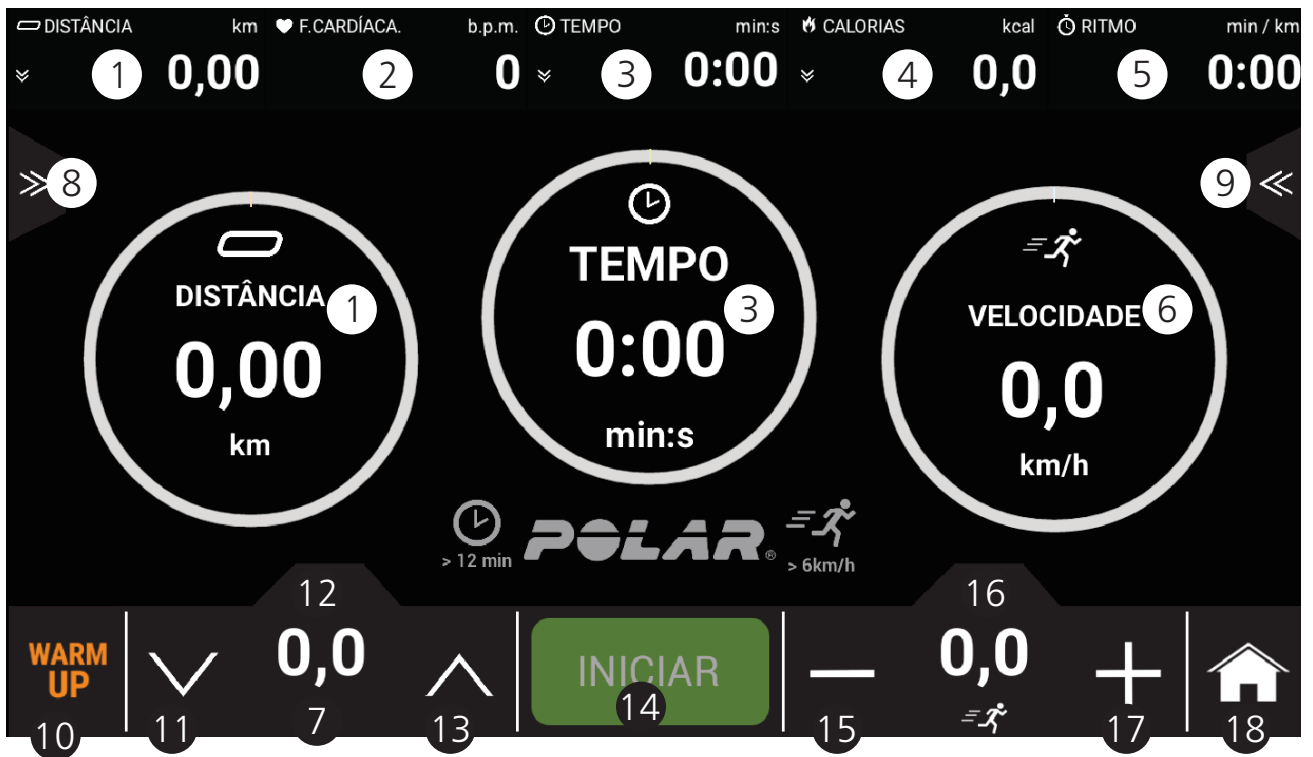 DISTÂNCIA km F.CARDÍACA. b.p.m. TEMPO min:s CALORIAS kcal RITMO min / km
1 0,00 2 0 3 0:00 4 0,0 5 0:00
8
9
DISTÂNCIA 1
0,00
km
TEMPO
3
0:00
min:s
VELOCIDADE 6
0,0
km/h
> 12 min
POLAR®
> 6km/h
12
16
WARM
UP
10
11
0,0
7
13
INICIAR
14
15
0,0
17
18